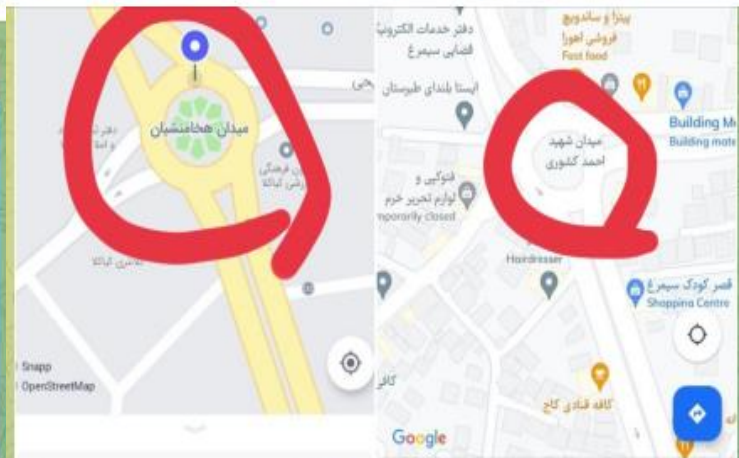 میدان هخامنشیان
Snapp
OpenStreetMap
پیتزا و ساندویچ
فروشی اهورا
Fast food
دفتر خدمات الکترونیک
قضایی سیمرغ
ایستا بلندای طبرستان
Building
Building mate
میدان شهید
احمد کشوری
فتوکپی و
لوازم تحریر خرم
mporarily closed
Hairdresser
قصر کودک سیمرغ
Shopping Centre
کافه قنادی کاج
Google